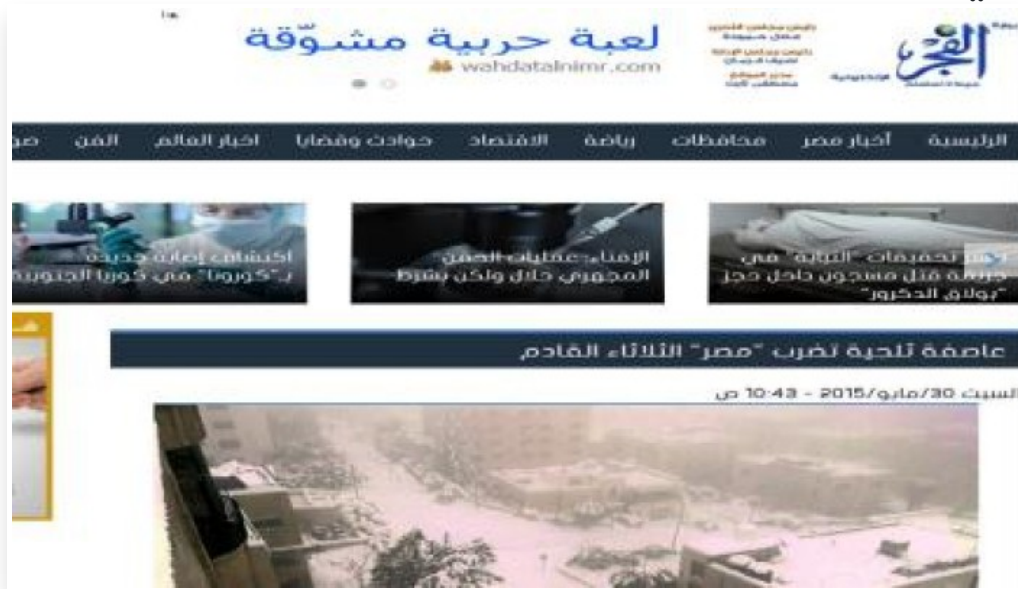 لعبة حربية مشوّقة
wahdatalnimr.com
الفجر
الإلكترونية
الرئيسية أخبار مصر محافظات رياضة الاقتصاد حوادث وقضايا اخبار العالم الفن
تحقيقات "النيابة" في
جريمة قتل مسجون داخل حجز
"بولاق الدكرور"
الإفتاء: عمليات الحقن
المجهري حلال ولكن بشرط
اكتشاف إصابة جديدة
بـ"كورونا" في كوريا الجنوبية
عاصفة ثلجية تضرب "مصر" الثلاثاء القادم
السبت 30/مايو/2015 - 10:43 ص